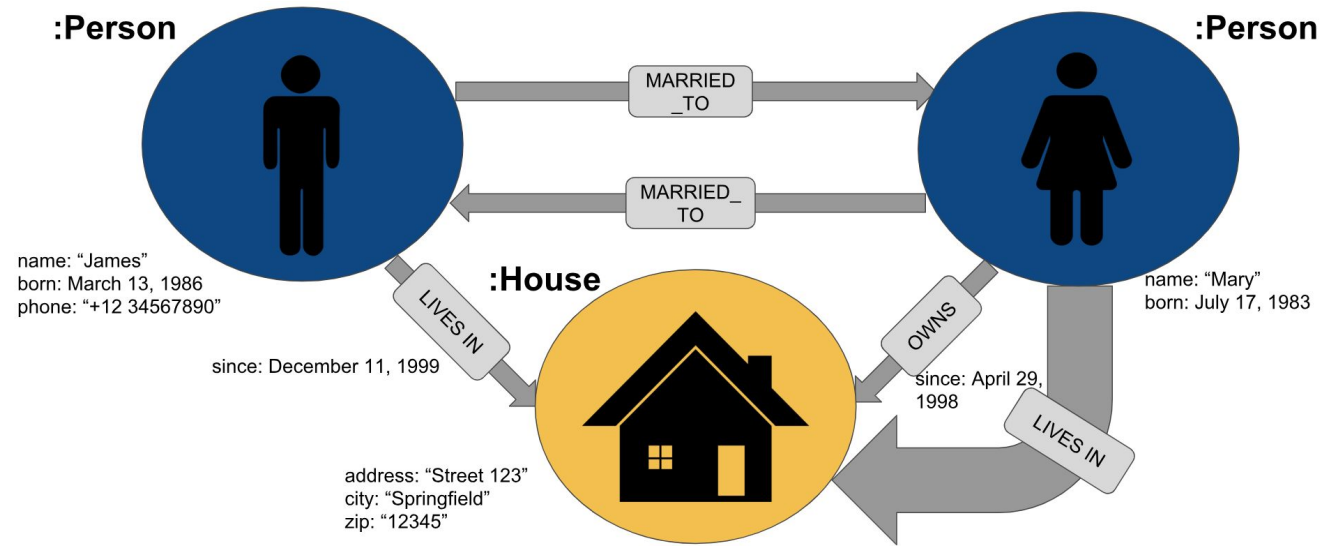 :Person
:Person
MARRIED
_TO
MARRIED_
TO
name: “James”
born: March 13, 1986
phone: “+12 34567890”
:House
name: “Mary”
born: July 17, 1983
LIVES IN
OWNS
since: December 11, 1999
since: April 29,
1998
LIVES IN
address: “Street 123”
city: “Springfield”
zip: “12345”